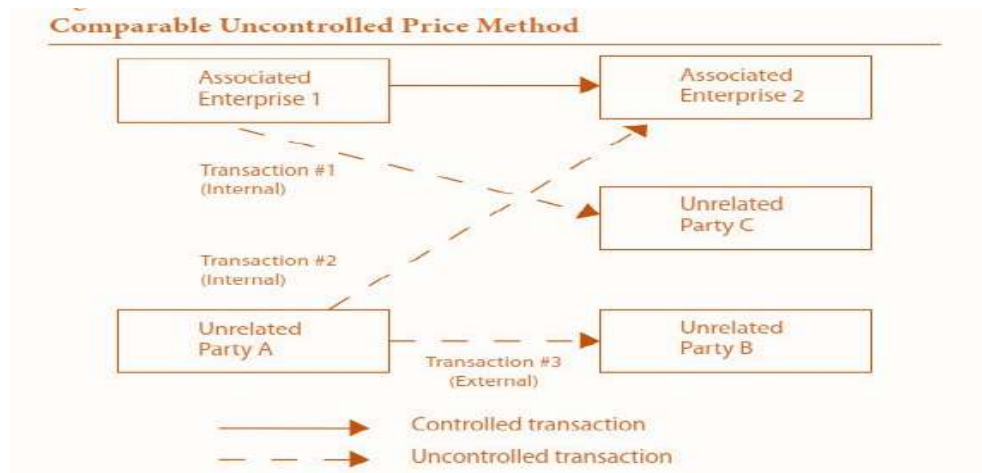 Comparable Uncontrolled Price Method
Associated
Enterprise 1
Associated
Enterprise 2
Transaction #1
(Internal)
Unrelated
Party C
Transaction #2
(Internal)
Unrelated
Party A
Transaction #3
(External)
Unrelated
Party B
Controlled transaction
Uncontrolled transaction